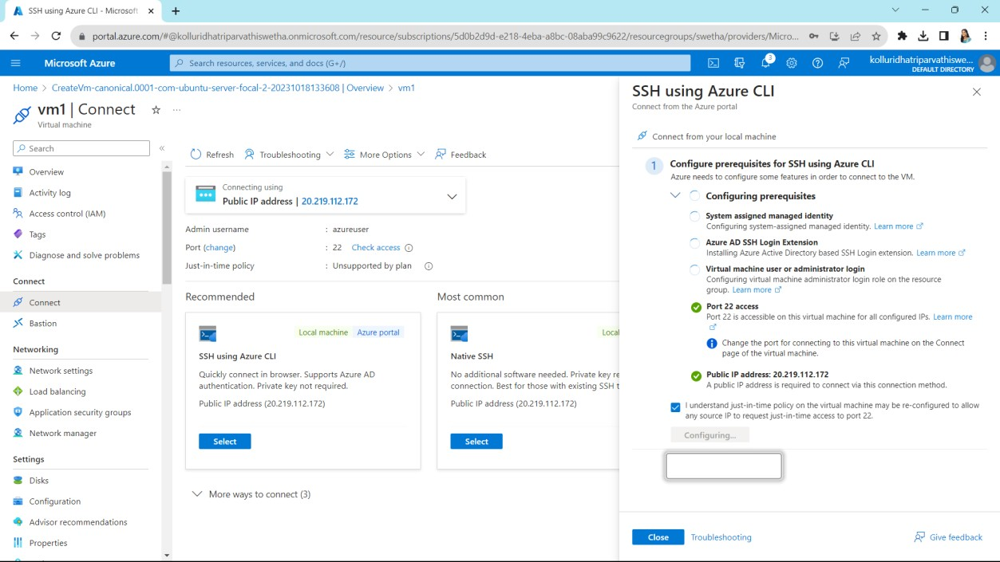 SSH using Azure CLI - Microsoft
portal.azure.com/#@kolluridhatriparvathiswetha.onmicrosoft.com/resource/subscriptions/5d0b2d9d-e218-4eba-a8bc-08aba99c9622/resourcegroups/swetha/providers/Micro...
Microsoft Azure
Search resources, services, and docs (G+/)
3
kolluridhatriparvathiswe...
DEFAULT DIRECTORY
Home > CreateVm-canonical.0001-com-ubuntu-server-focal-2-20231018133608 | Overview > vm1
vm1 | Connect
Virtual machine
Search
Overview
Activity log
Access control (IAM)
Tags
Diagnose and solve problems
Connect
Connect
Bastion
Networking
Network settings
Load balancing
Application security groups
Network manager
Settings
Disks
Configuration
Advisor recommendations
Properties
Refresh
Troubleshooting
More Options
Feedback
Connecting using
Public IP address | 20.219.112.172
Admin username : azureuser
Port (change) : 22 Check access
Just-in-time policy : Unsupported by plan
Recommended
Local machine Azure portal
SSH using Azure CLI
Quickly connect in browser. Supports Azure AD
authentication. Private key not required.
Public IP address (20.219.112.172)
Select
Most common
Local
Native SSH
No additional software needed. Private key re
connection. Best for those with existing SSH t
Public IP address (20.219.112.172)
Select
More ways to connect (3)
SSH using Azure CLI
Connect from the Azure portal
Connect from your local machine
1
Configure prerequisites for SSH using Azure CLI
Azure needs to configure some features in order to connect to the VM.
Configuring prerequisites
System assigned managed identity
Configuring system-assigned managed identity. Learn more
Azure AD SSH Login Extension
Installing Azure Active Directory based SSH Login extension. Learn more
Virtual machine user or administrator login
Configuring virtual machine administrator login role on the resource
group. Learn more
Port 22 access
Port 22 is accessible on this virtual machine for all configured IPs. Learn more
Change the port for connecting to this virtual machine on the Connect
page of the virtual machine.
Public IP address: 20.219.112.172
A public IP address is required to connect via this connection method.
I understand just-in-time policy on the virtual machine may be re-configured to allow
any source IP to request just-in-time access to port 22.
Configuring...
Close
Troubleshooting
Give feedback